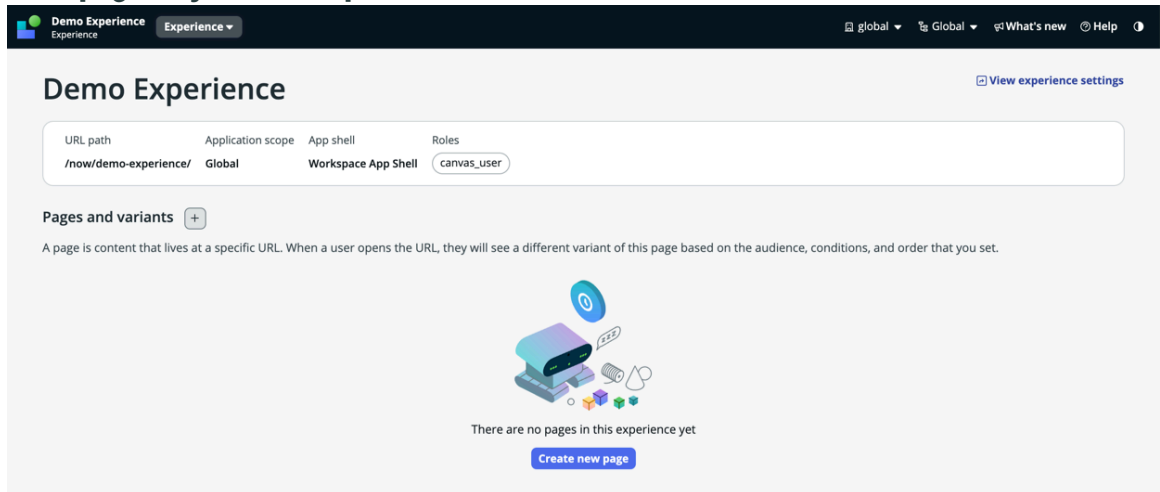 Demo Experience
Experience
Experience
global
Global
What's new
Help
Demo Experience
View experience settings
URL path Application scope App shell Roles
/now/demo-experience/ Global Workspace App Shell canvas_user
Pages and variants +
A page is content that lives at a specific URL. When a user opens the URL, they will see a different variant of this page based on the audience, conditions, and order that you set.
zzz
There are no pages in this experience yet
Create new page